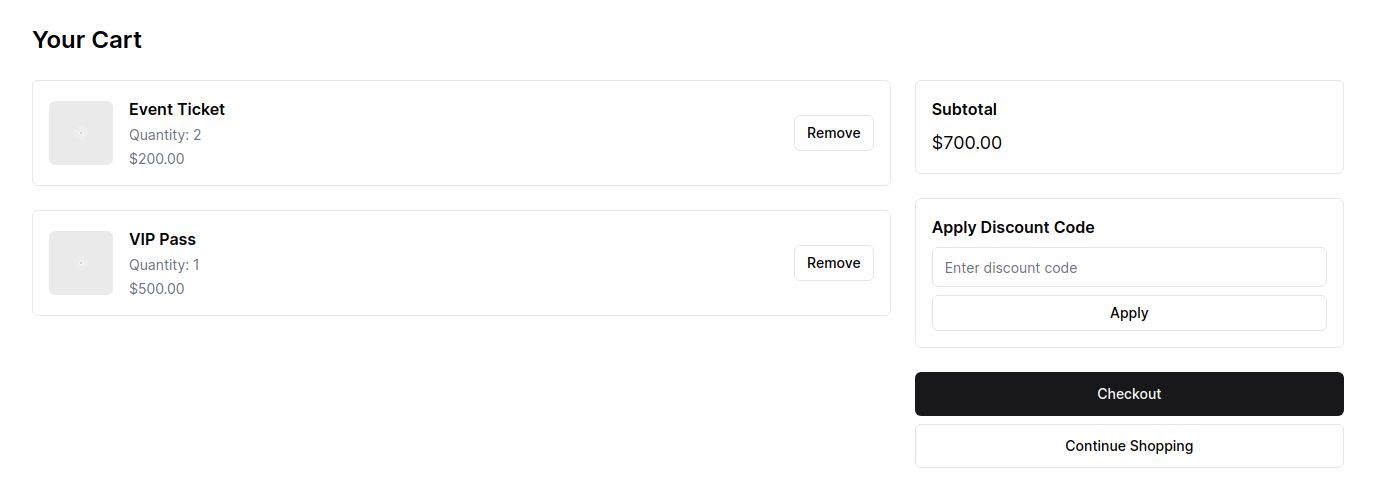 Your Cart
Event Ticket
Quantity: 2
$200.00
Remove
VIP Pass
Quantity: 1
$500.00
Remove
Subtotal
$700.00
Apply Discount Code
Enter discount code
Apply
Checkout
Continue Shopping